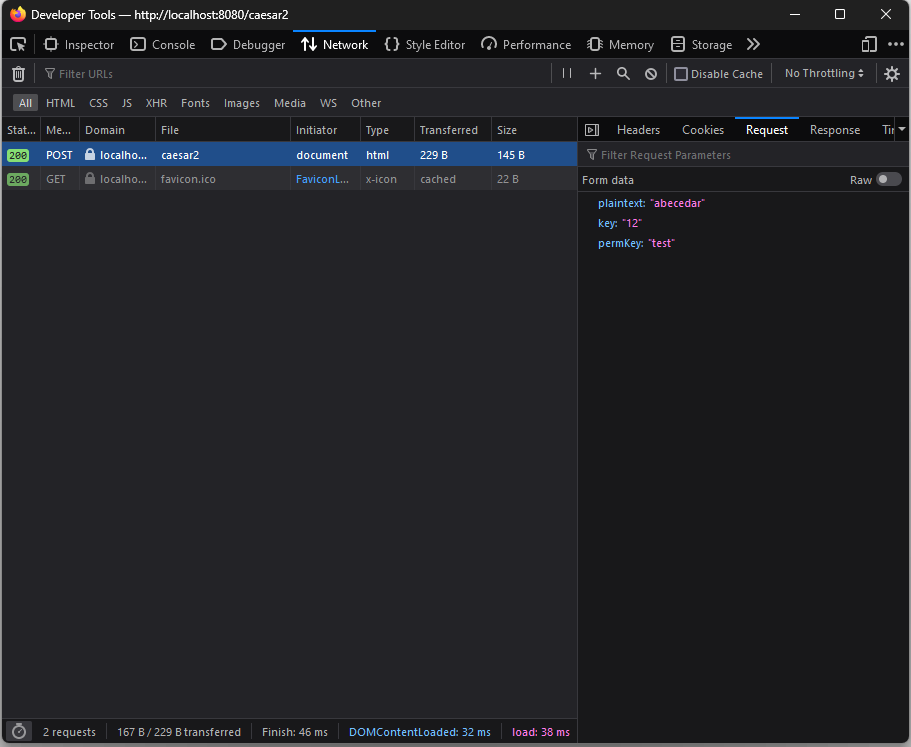 Developer Tools — http://localhost:8080/caesar2
Inspector Console Debugger Network Style Editor Performance Memory Storage
Filter URLs Disable Cache No Throttling
All HTML CSS JS XHR Fonts Images Media WS Other
Stat... Me... Domain File Initiator Type Transferred Size
200 POST localho... caesar2 document html 229 B 145 B
200 GET localho... favicon.ico FaviconL... x-icon cached 22 B
Headers Cookies Request Response Ti
Filter Request Parameters
Form data Raw
plaintext: "abecedar"
key: "12"
permKey: "test"
2 requests 167 B / 229 B transferred Finish: 46 ms DOMContentLoaded: 32 ms load: 38 ms